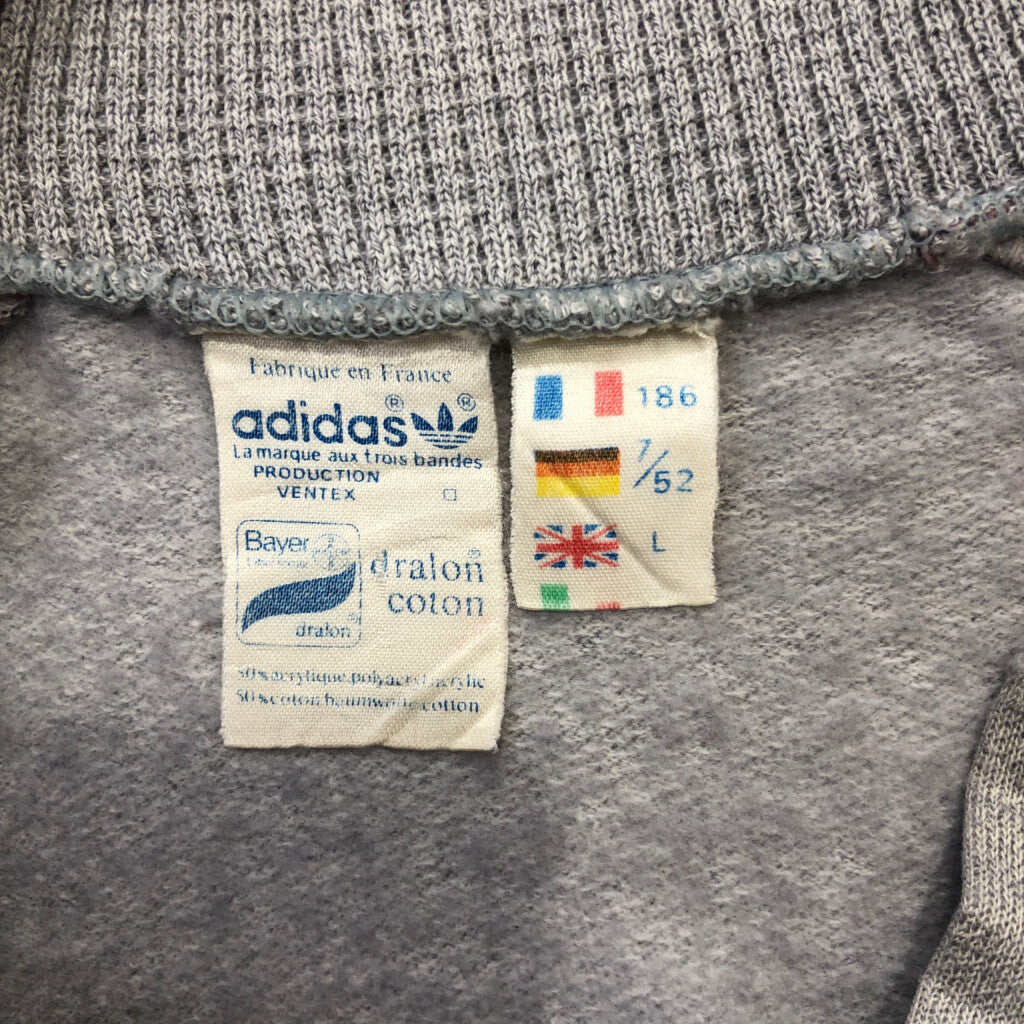 Fabrique en France
adidas® ®
La marque aux trois bandes
PRODUCTION
VENTEX
Bayer
dralon®
dralon®
coton
50% acrylique polyacryl acrylic
50% coton baumwolle cotton
186
7/52
L